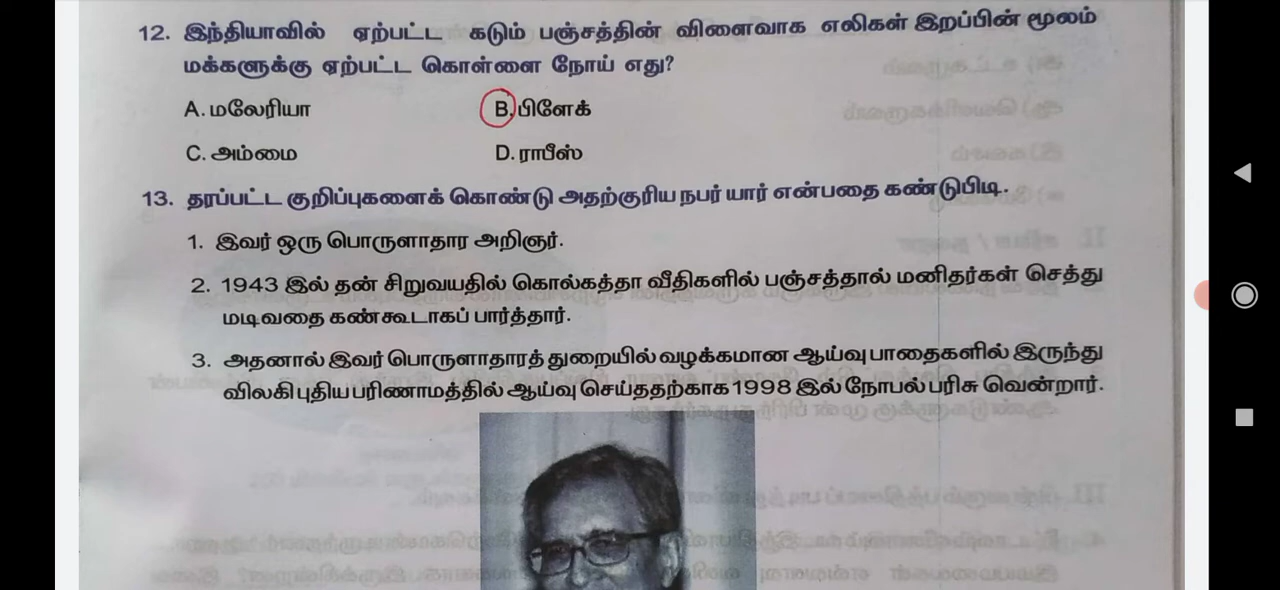 12. இந்தியாவில் ஏற்பட்ட கடும் பஞ்சத்தின் விளைவாக எலிகள் இறப்பின் மூலம்
மக்களுக்கு ஏற்பட்ட கொள்ளை நோய் எது?
A. மலேரியா B. பிளேக்
C. அம்மை D. ராபீஸ்
13. தரப்பட்ட குறிப்புகளைக் கொண்டு அதற்குரிய நபர் யார் என்பதை கண்டுபிடி.
1. இவர் ஒரு பொருளாதார அறிஞர்.
2. 1943 இல் தன் சிறுவயதில் கொல்கத்தா வீதிகளில் பஞ்சத்தால் மனிதர்கள் செத்து
மடிவதை கண்கூடாகப் பார்த்தார்.
3. அதனால் இவர் பொருளாதாரத் துறையில் வழக்கமான ஆய்வு பாதைகளில் இருந்து
விலகி புதிய பரிணாமத்தில் ஆய்வு செய்ததற்காக 1998 இல் நோபல் பரிசு வென்றார்.